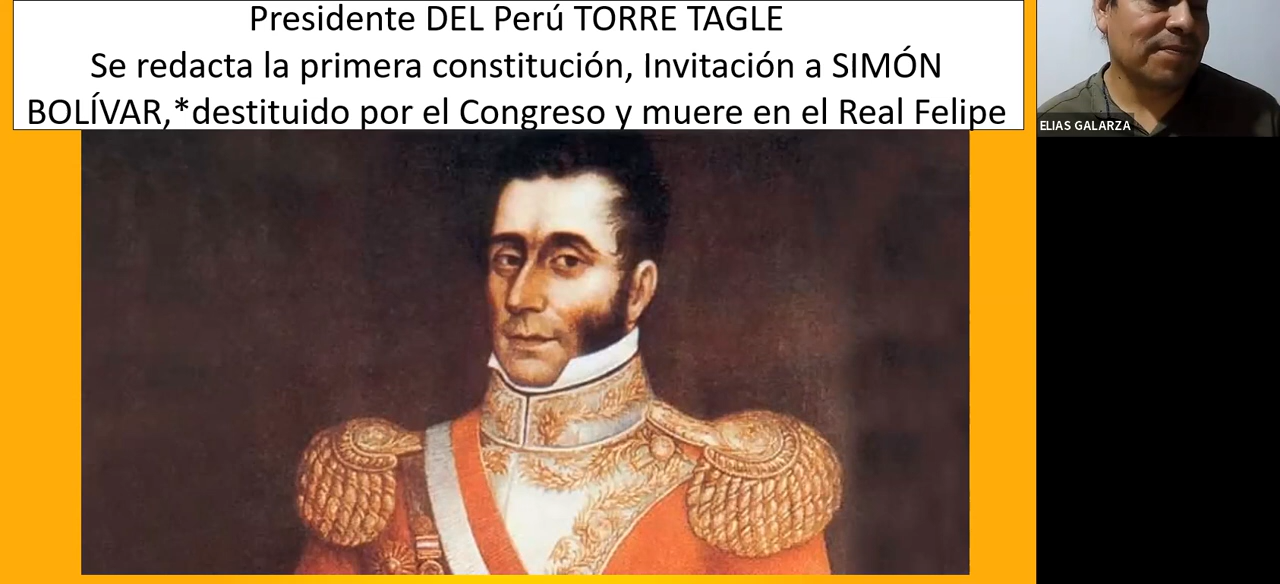 Presidente DEL Perú TORRE TAGLE
Se redacta la primera constitución, Invitación a SIMÓN
BOLÍVAR,*destituido por el Congreso y muere en el Real Felipe
ELIAS GALARZA